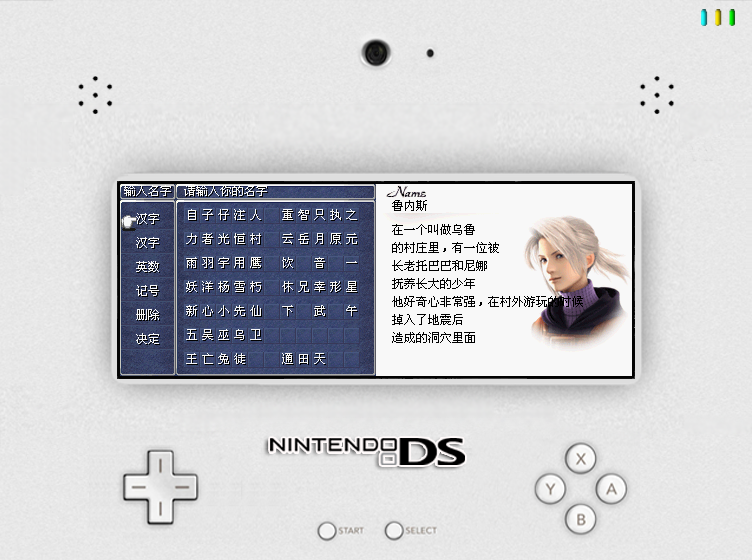 输入名字 请输入你的名字
汉字
汉字
英数
记号
删除
决定
自子仔注人 重智只执之
力者光恒村 云岳月原元
雨羽宇用鹰 饮 音 一
妖洋杨雪朽 休兄幸形星
新心小先仙 下 武 午
五吴巫乌卫
王亡兔徒 通田天
Name
鲁内斯
在一个叫做乌鲁
的村庄里，有一位被
长老托巴巴和尼娜
抚养长大的少年
他好奇心非常强，在村外游玩的时候
掉入了地震后
造成的洞穴里面
NINTENDO DS
X
Y
A
B
START
SELECT